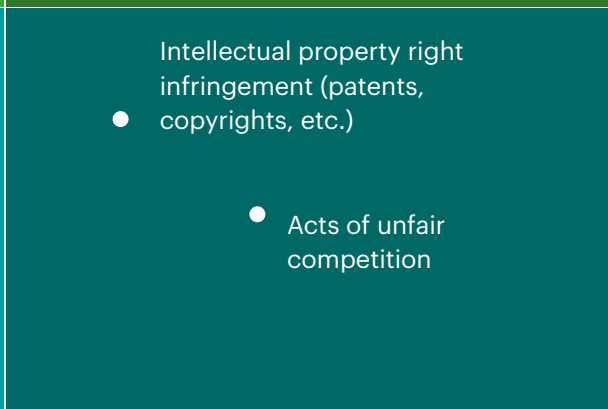 Intellectual property right
infringement (patents,
copyrights, etc.)
Acts of unfair
competition